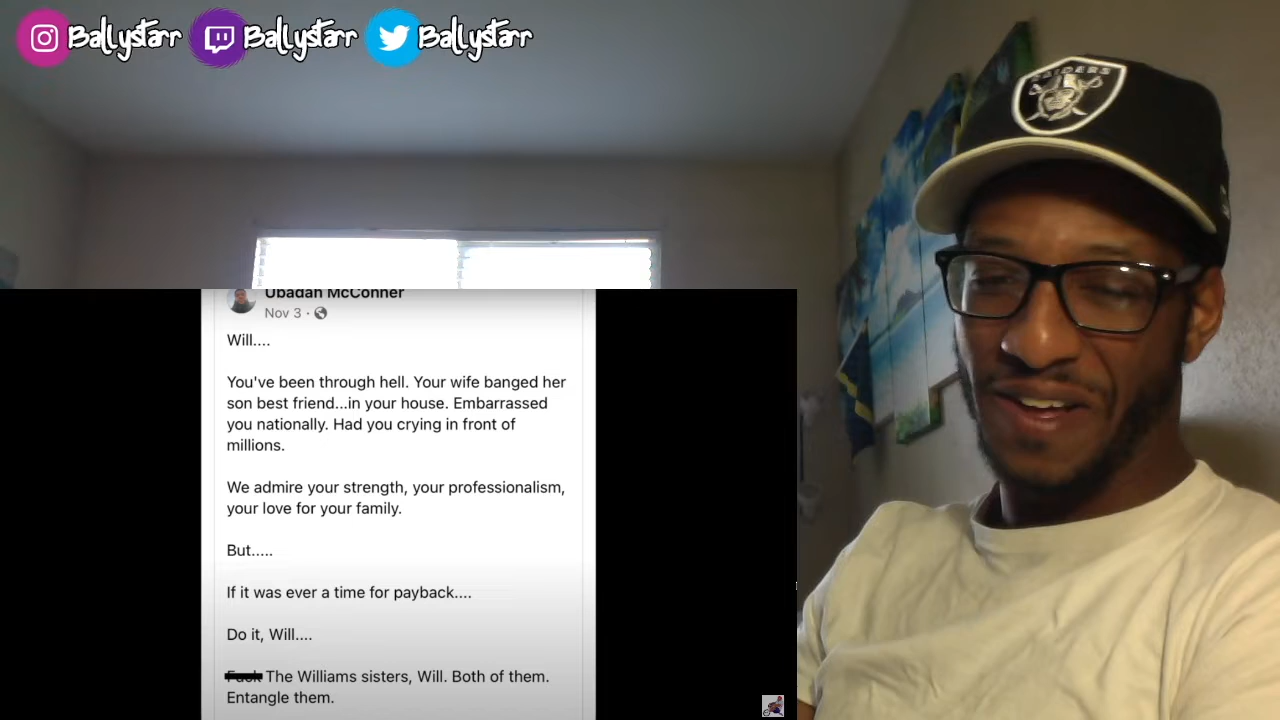 Ballystarr Ballystarr Ballystarr
RAIDERS
Ubadah McConner
Nov 3 ·
Will....
You've been through hell. Your wife banged her
son best friend...in your house. Embarrassed
you nationally. Had you crying in front of
millions.
We admire your strength, your professionalism,
your love for your family.
But.....
If it was ever a time for payback....
Do it, Will....
Fuck The Williams sisters, Will. Both of them.
Entangle them.